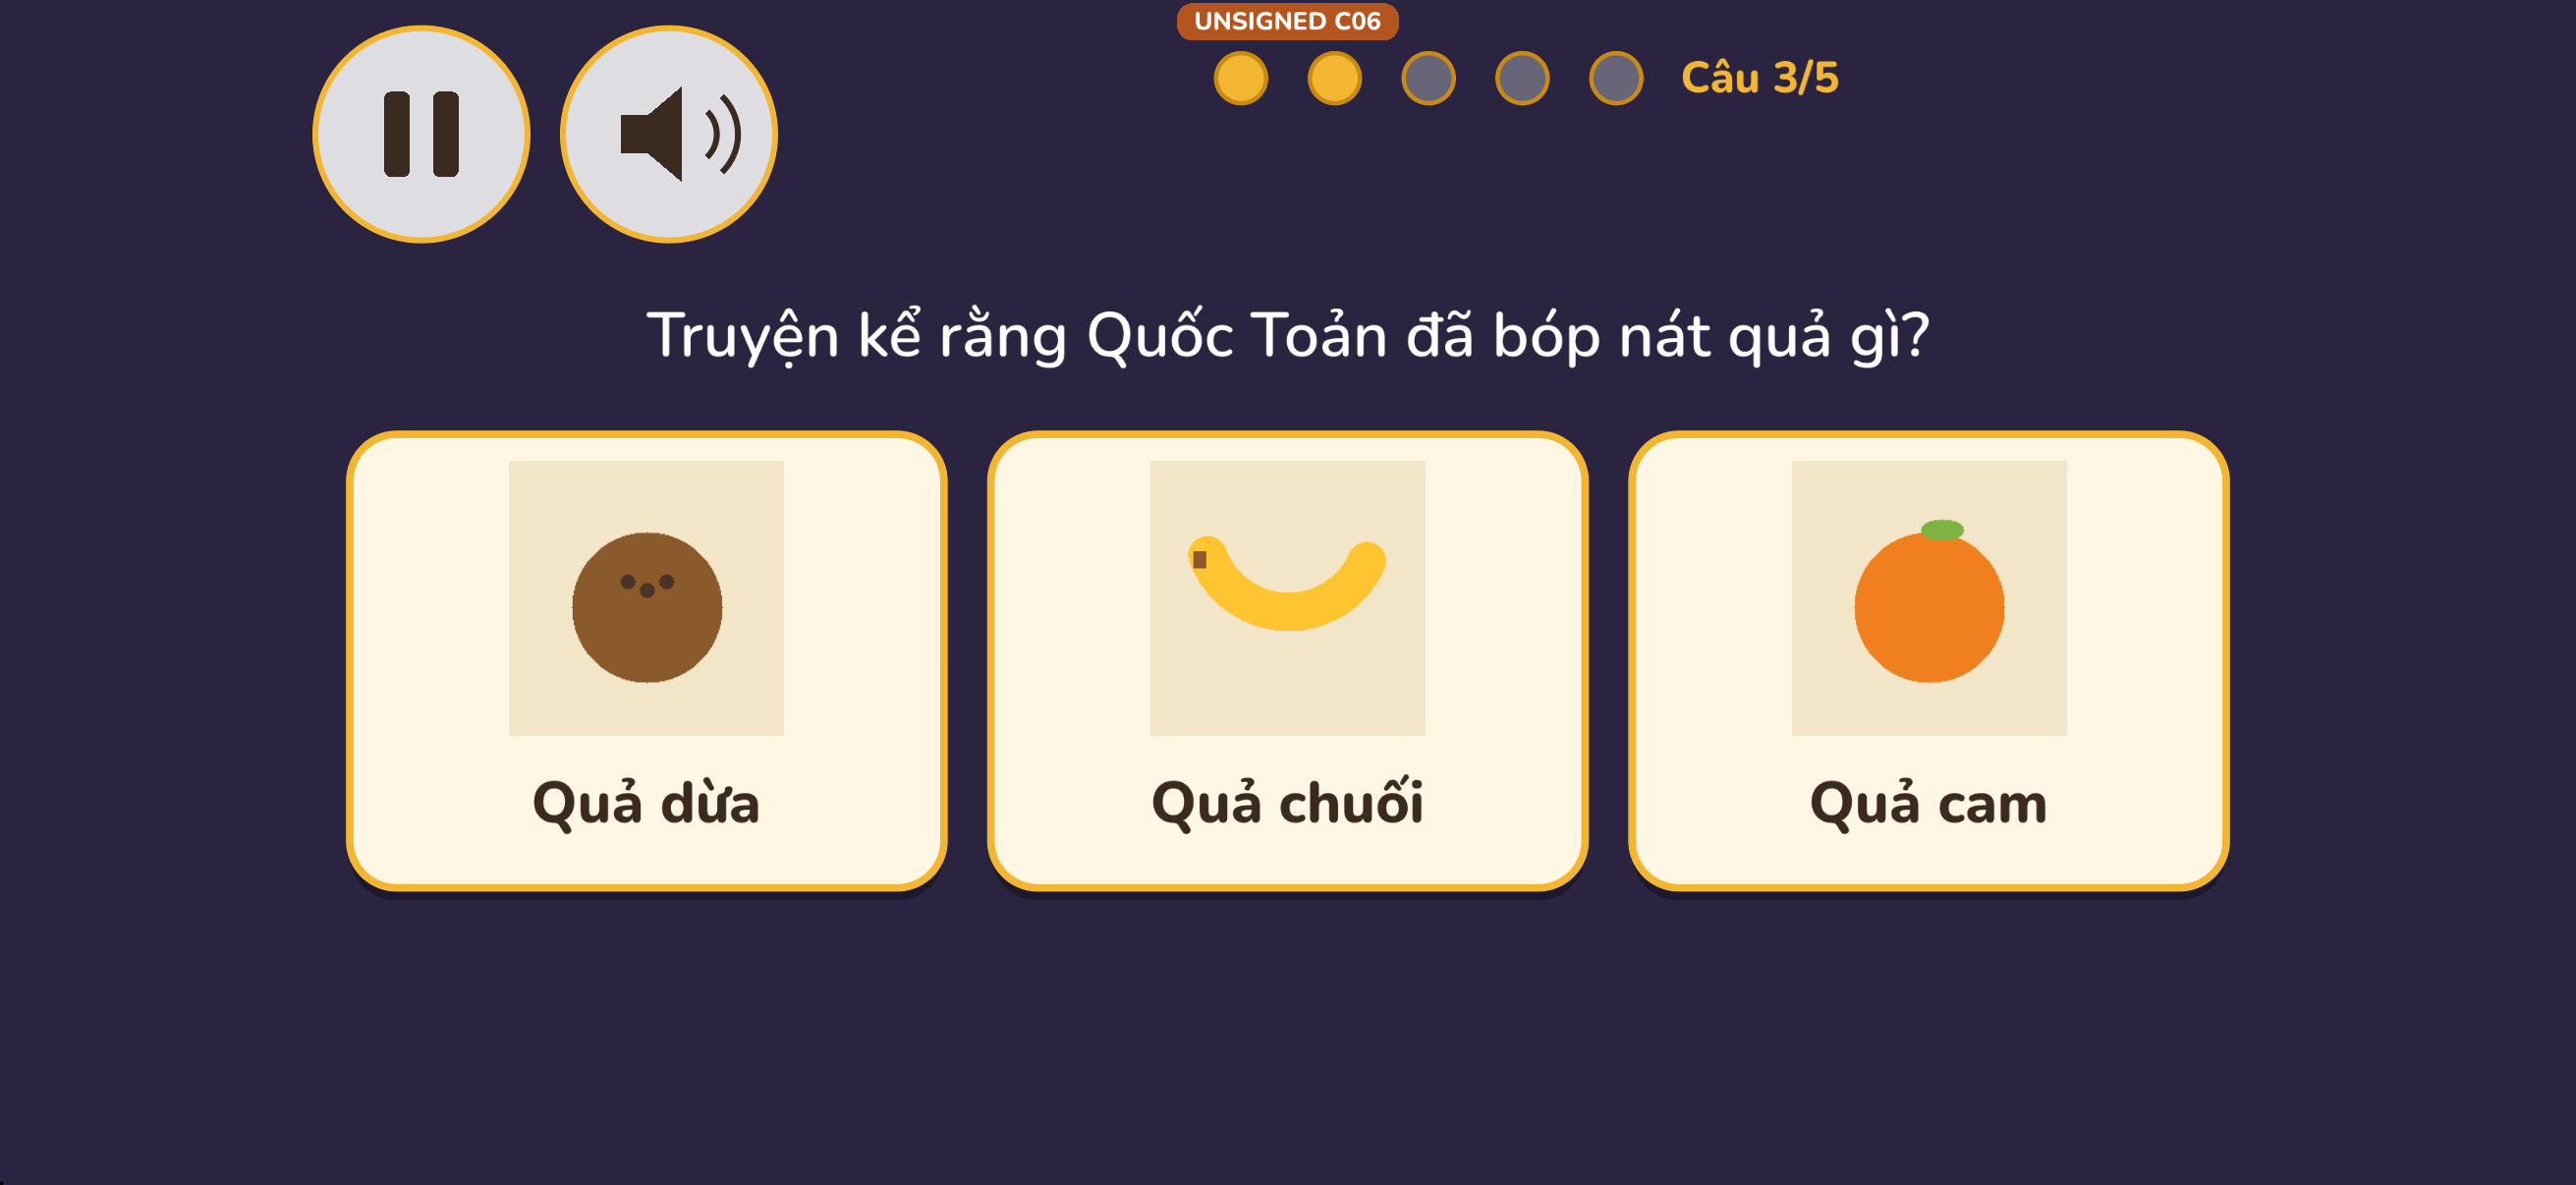 UNSIGNED C06
Câu 3/5
Truyện kể rằng Quốc Toản đã bóp nát quả gì?
Quả dừa
Quả chuối
Quả cam